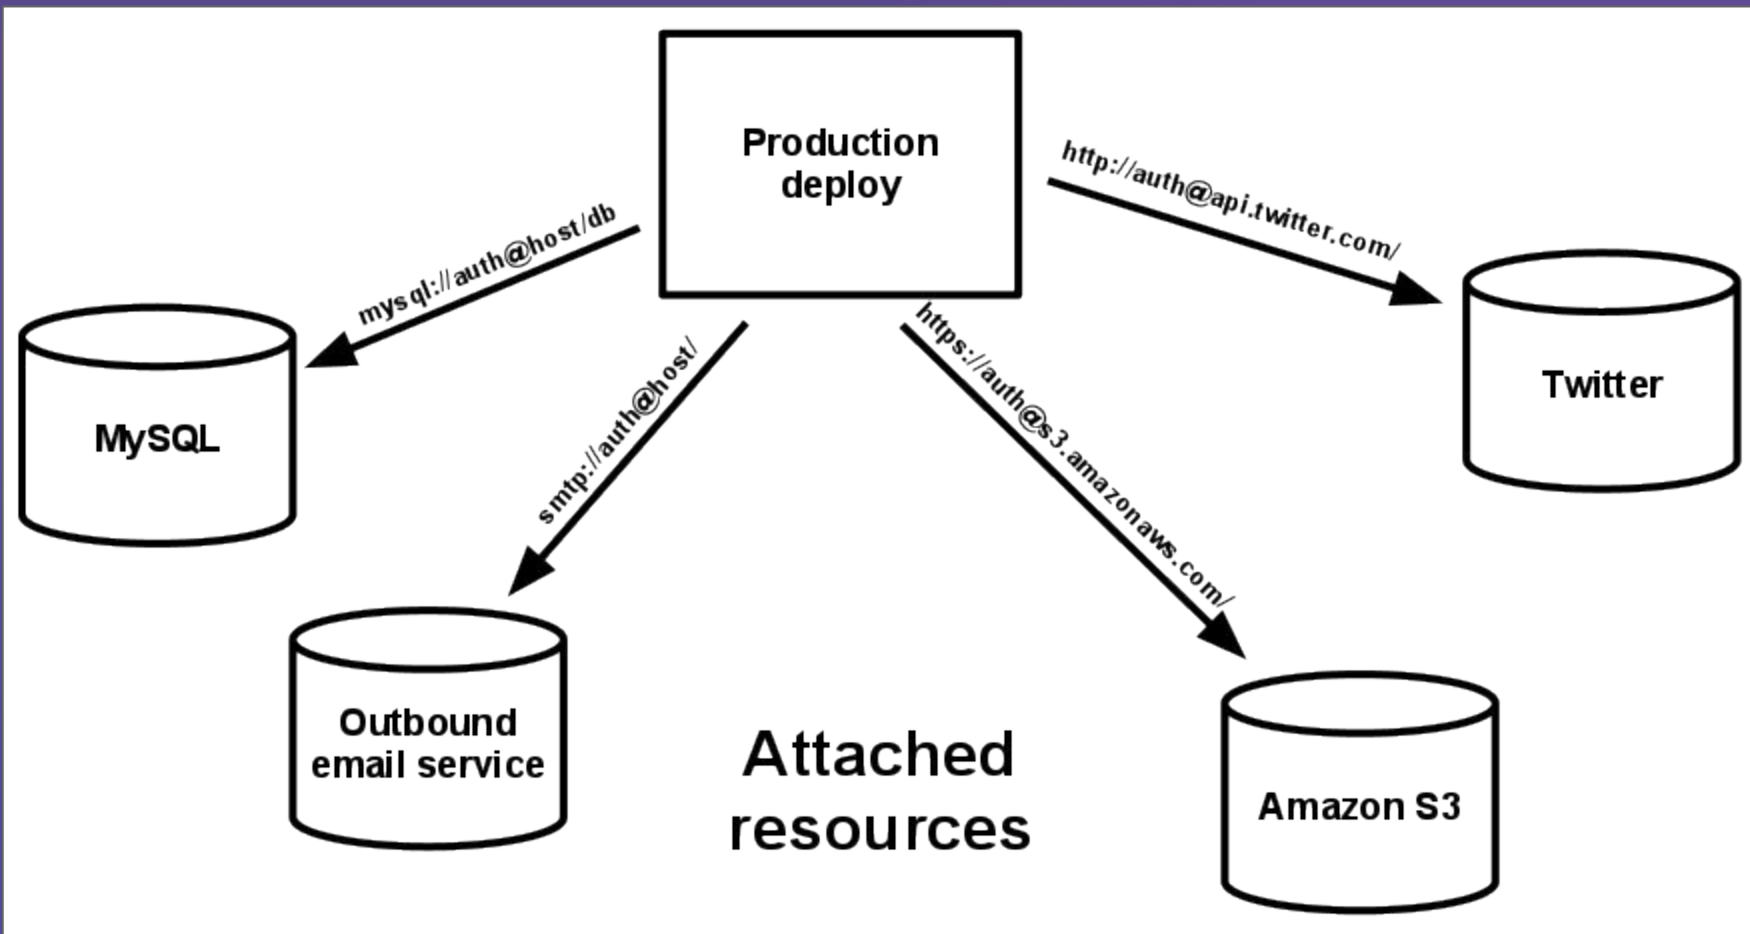 Production
deploy
mysql://auth@host/db
http://auth@api.twitter.com/
smtp://auth@host/
https://auth@s3.amazonaws.com/
MySQL
Twitter
Outbound
email service
Attached
resources
Amazon S3